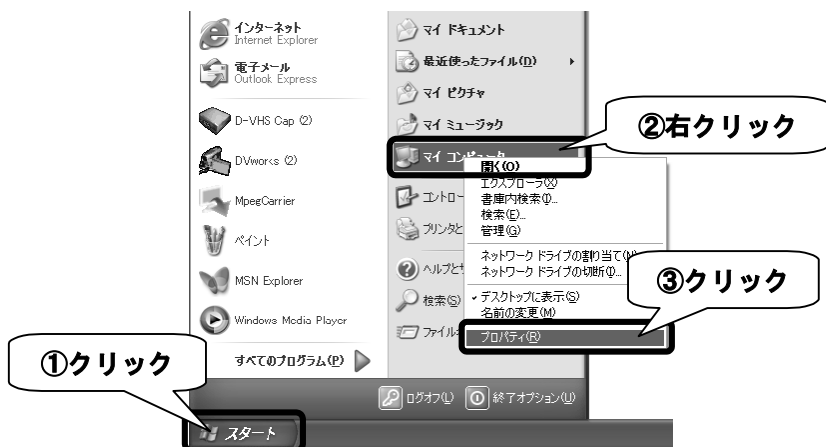 インターネット
Internet Explorer
電子メール
Outlook Express
D-VHS Cap (2)
DVworks (2)
MpegCarrier
ペイント
MSN Explorer
Windows Media Player
すべてのプログラム(P)
マイ ドキュメント
最近使ったファイル(D)
マイ ピクチャ
マイ ミュージック
マイ コンピュータ
コントロー
プリンタと
ヘルプとサ
検索(S)
ファイル
開く(O)
エクスプローラ(X)
書庫内検索(I)...
検索(E)...
管理(G)
ネットワーク ドライブの割り当て(N)...
ネットワーク ドライブの切断(I)...
デスクトップに表示(S)
名前の変更(M)
プロパティ(R)
ログオフ(L)
終了オプション(U)
スタート
①クリック
②右クリック
③クリック